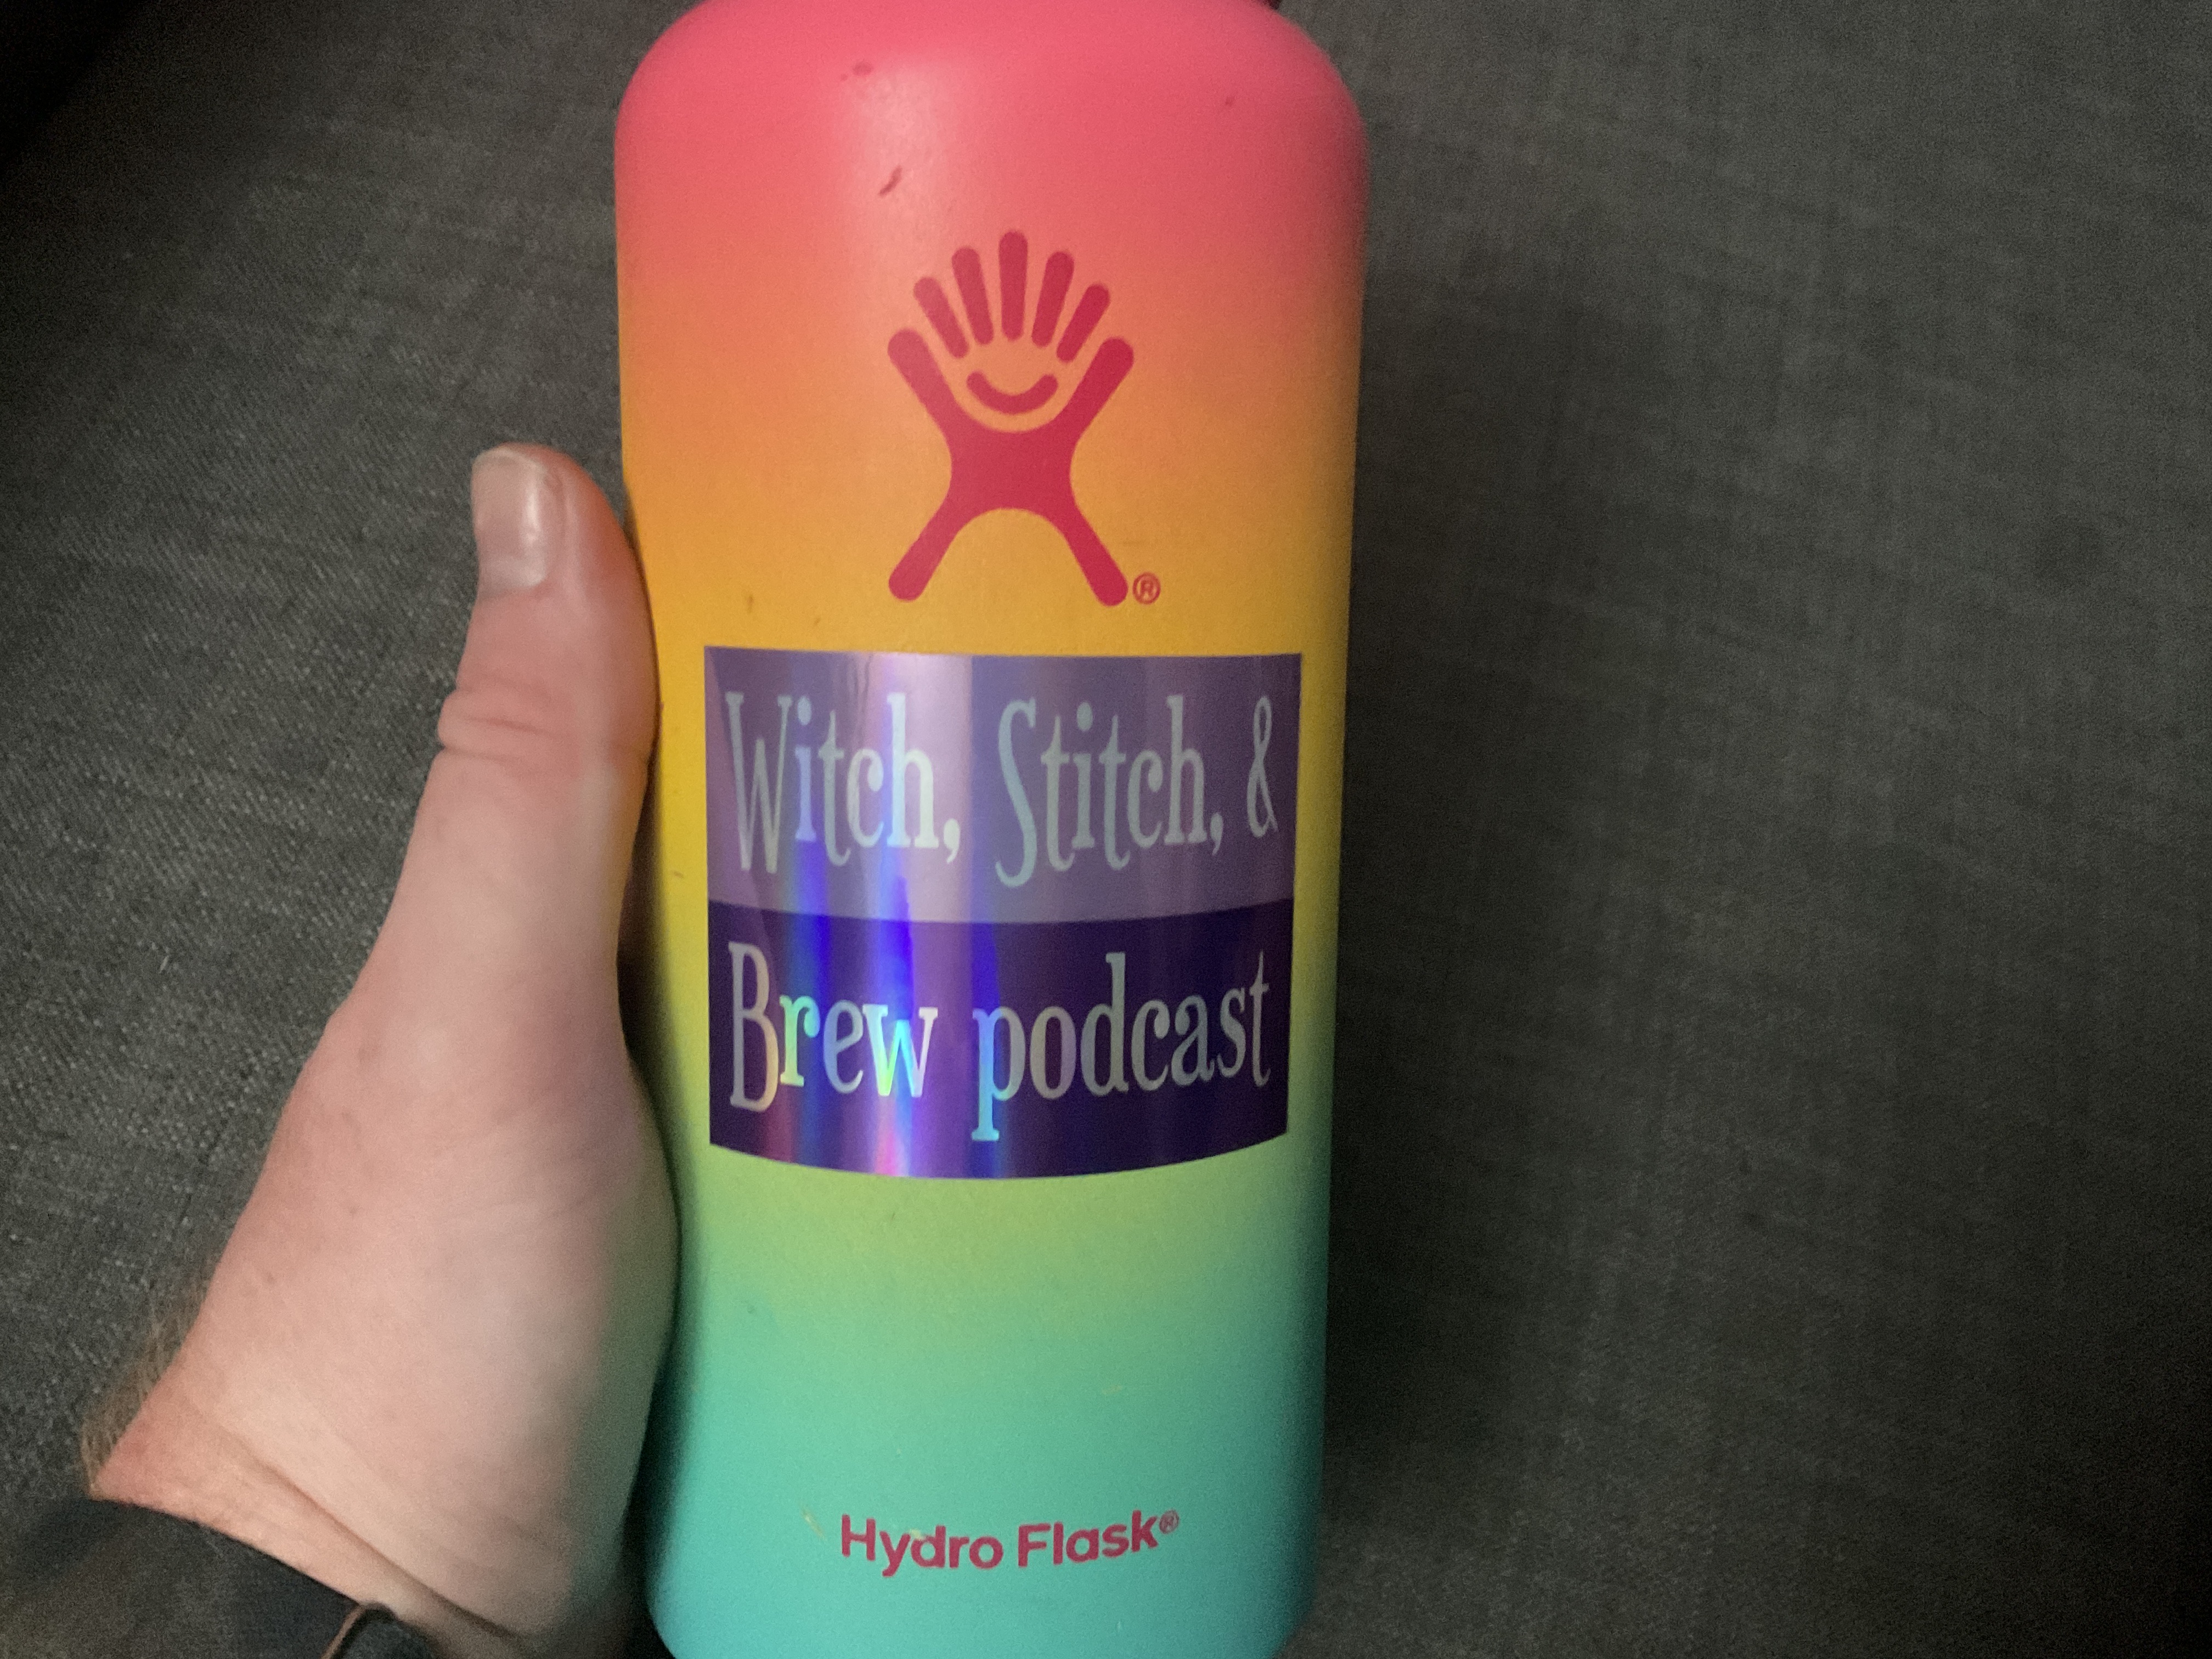 ®
Witch, Stitch, &
Brew podcast
Hydro Flask®